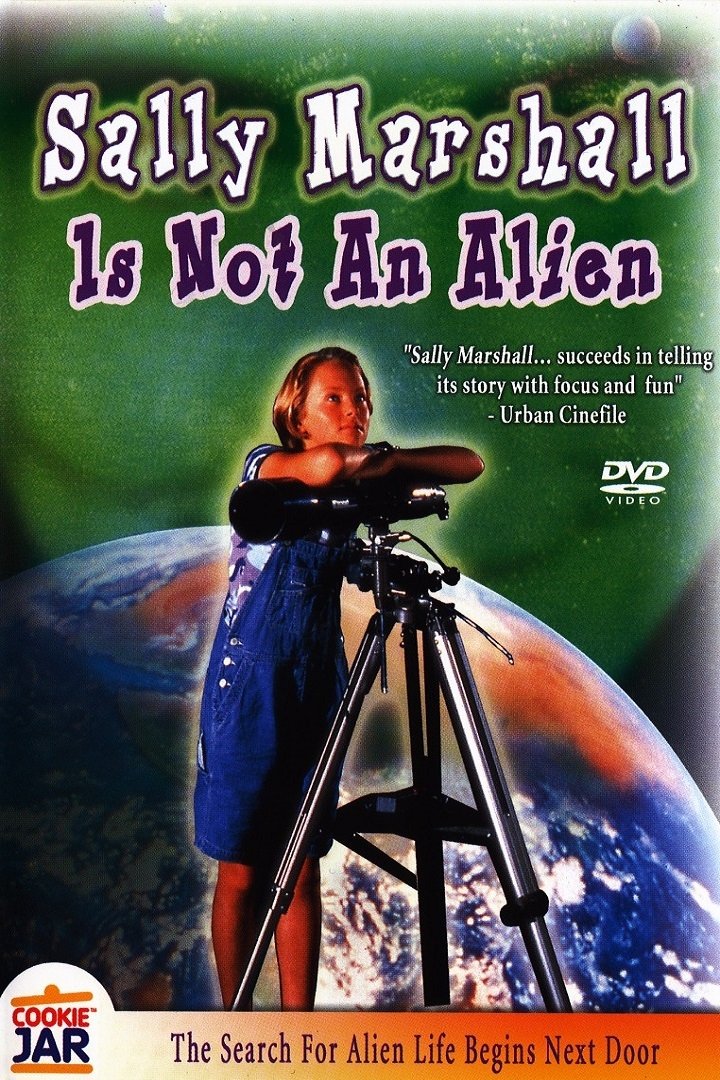 Sally Marshall
Is Not An Alien
"Sally Marshall... succeeds in telling
its story with focus and fun"
- Urban Cinefile
DVD
VIDEO
COOKIE™
JAR
The Search For Alien Life Begins Next Door